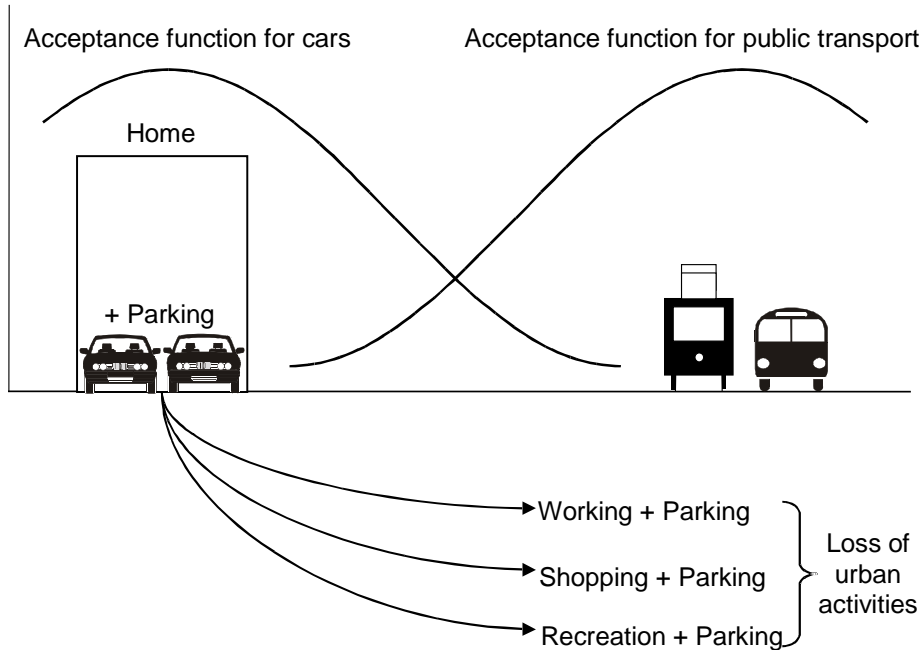 Acceptance function for cars
Acceptance function for public transport
Home
+ Parking
Working + Parking
Shopping + Parking
Recreation + Parking
Loss of
urban
activities